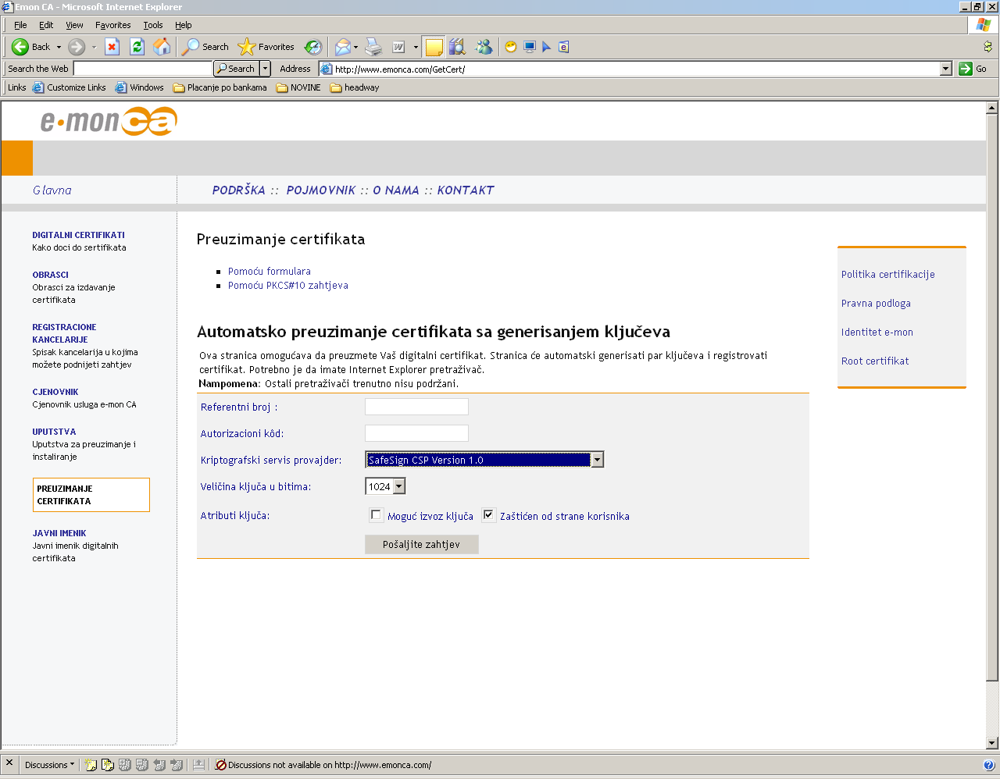 Emon CA - Microsoft Internet Explorer
File Edit View Favorites Tools Help
Back Search Favorites
Search the Web Search Address http://www.emonca.com/GetCert/ Go
Links Customize Links Windows Placanje po bankama NOVINE headway
e·monca
Glavna
PODRŠKA :: POJMOVNIK :: O NAMA :: KONTAKT
DIGITALNI CERTIFIKATI
Kako doci do sertifikata
OBRASCI
Obrasci za izdavanje
certifikata
REGISTRACIONE
KANCELARIJE
Spisak kancelarija u kojima
možete podnijeti zahtjev
CJENOVNIK
Cjenovnik usluga e-mon CA
UPUTSTVA
Uputstva za preuzimanje i
instaliranje
PREUZIMANJE
CERTIFIKATA
JAVNI IMENIK
Javni imenik digitalnih
certifikata
Preuzimanje certifikata
Pomoću formulara
Pomoću PKCS#10 zahtjeva
Automatsko preuzimanje certifikata sa generisanjem ključeva
Ova stranica omogućava da preuzmete Vaš digitalni certifikat. Stranica će automatski generisati par ključeva i registrovati
certifikat. Potrebno je da imate Internet Explorer pretraživač.
Nampomena: Ostali pretraživači trenutno nisu podržani.
Referentni broj :
Autorizacioni kôd:
Kriptografski servis provajder: SafeSign CSP Version 1.0
Veličina ključa u bitima: 1024
Atributi ključa: Moguć izvoz ključa Zaštićen od strane korisnika
Pošaljite zahtjev
Politika certifikacije
Pravna podloga
Identitet e-mon
Root certifikat
Discussions Discussions not available on http://www.emonca.com/